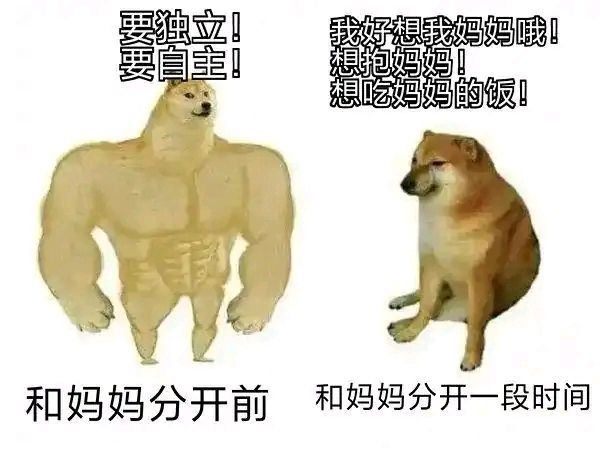 要独立！
要自主！
我好想我妈妈哦！
想抱妈妈！
想吃妈妈的饭！
和妈妈分开前
和妈妈分开一段时间